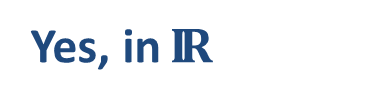 Yes, in ℝ